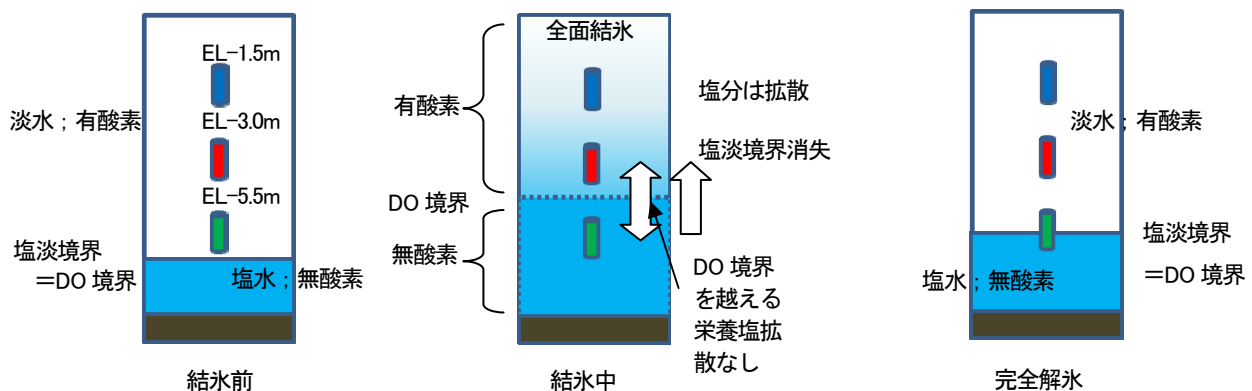 EL-1.5m
淡水；有酸素
EL-3.0m
EL-5.5m
塩淡境界
＝DO 境界
塩水；無酸素
結氷前
全面結氷
有酸素
塩分は拡散
塩淡境界消失
DO 境界
無酸素
DO 境界
を越える
栄養塩拡
散なし
結氷中
淡水；有酸素
塩淡境界
＝DO 境界
塩水；無酸素
完全解氷